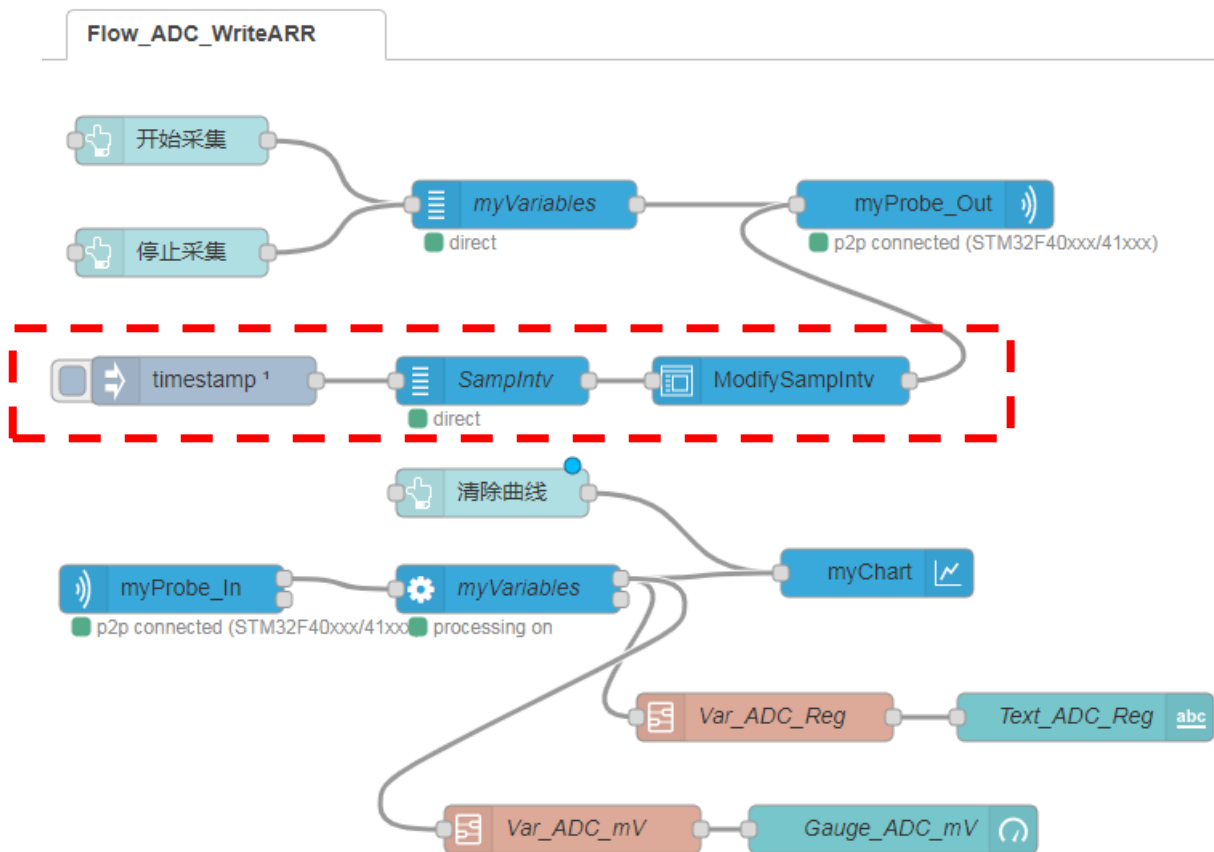 Flow_ADC_WriteARR
开始采集
myVariables
myProbe_Out
direct
p2p connected (STM32F40xxx/41xxx)
停止采集
timestamp ¹
SampIntv
ModifySampIntv
direct
清除曲线
myChart
myProbe_In
myVariables
p2p connected (STM32F40xxx/41xxx
processing on
Var_ADC_Reg
Text_ADC_Reg
abc
Var_ADC_mV
Gauge_ADC_mV